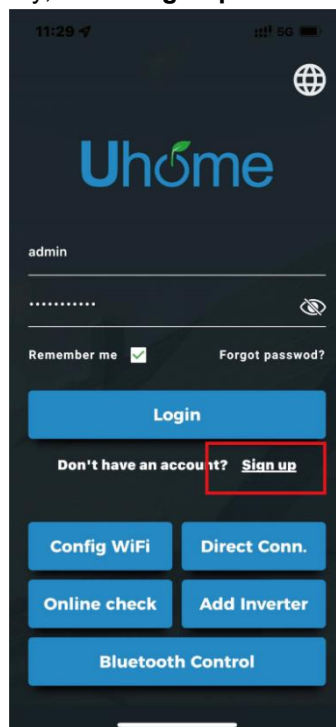 11:29 5G
Uhome
admin
...........
Remember me Forgot passwod?
Login
Don't have an account? Sign up
Config WiFi Direct Conn.
Online check Add Inverter
Bluetooth Control